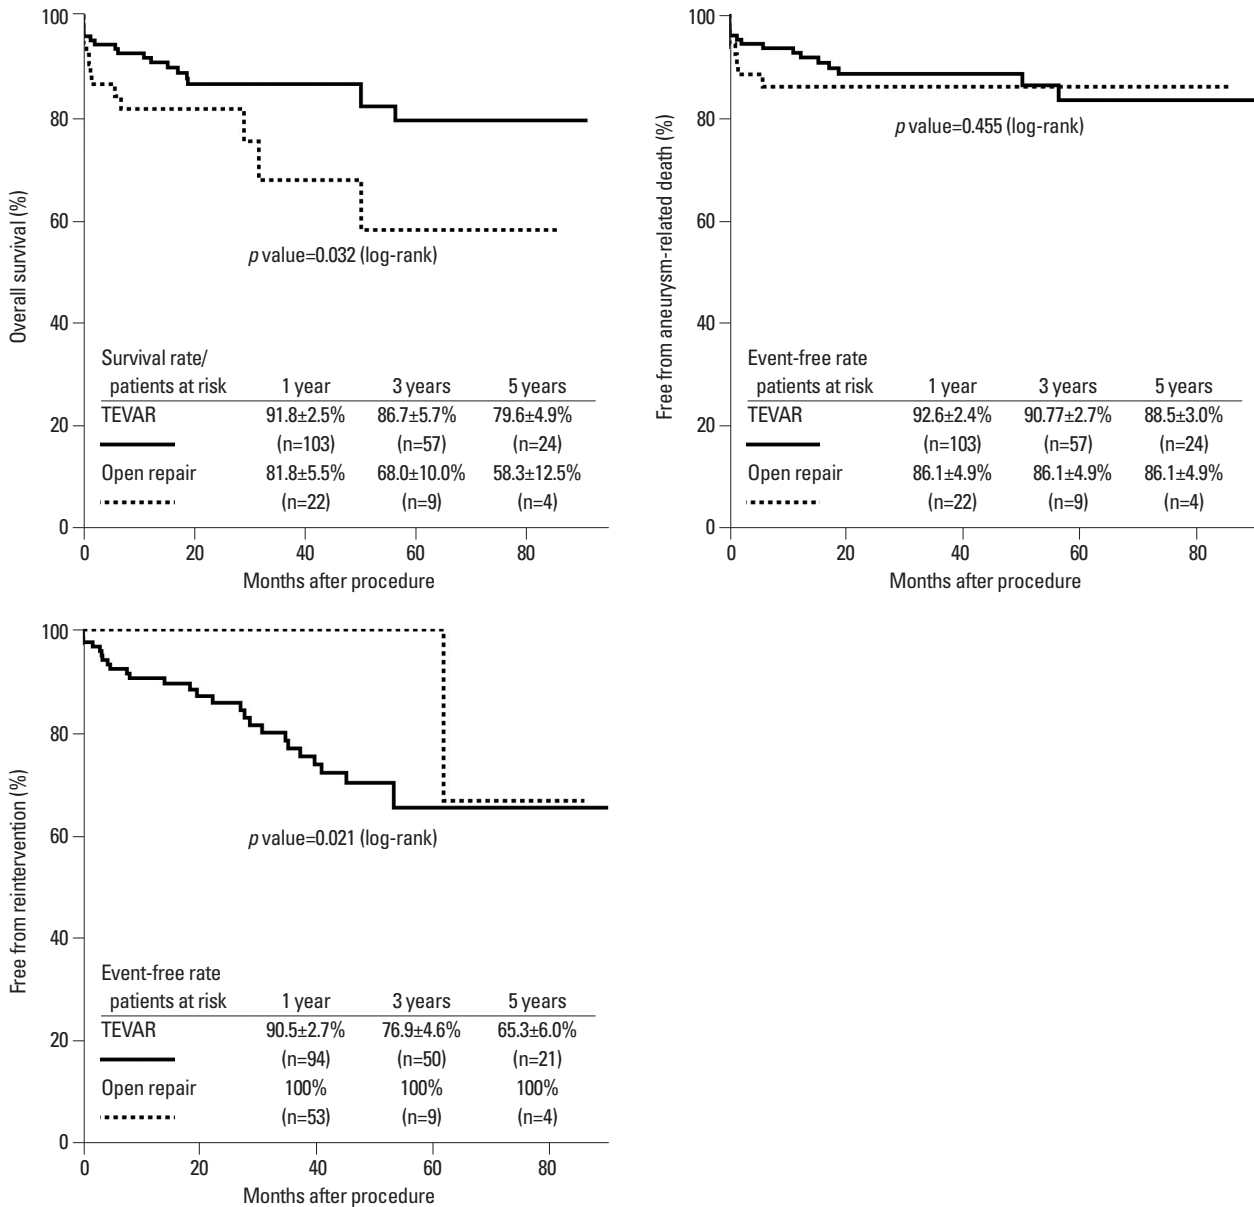 100
80
60
40
20
0
Overall survival (%)
p value=0.032 (log-rank)
Survival rate/
patients at risk 1 year 3 years 5 years
TEVAR 91.8±2.5% 86.7±5.7% 79.6±4.9%
(n=103) (n=57) (n=24)
Open repair 81.8±5.5% 68.0±10.0% 58.3±12.5%
(n=22) (n=9) (n=4)
0 20 40 60 80
Months after procedure
100
80
60
40
20
0
Free from aneurysm-related death (%)
p value=0.455 (log-rank)
Event-free rate
patients at risk 1 year 3 years 5 years
TEVAR 92.6±2.4% 90.77±2.7% 88.5±3.0%
(n=103) (n=57) (n=24)
Open repair 86.1±4.9% 86.1±4.9% 86.1±4.9%
(n=22) (n=9) (n=4)
0 20 40 60 80
Months after procedure
100
80
60
40
20
0
Free from reintervention (%)
p value=0.021 (log-rank)
Event-free rate
patients at risk 1 year 3 years 5 years
TEVAR 90.5±2.7% 76.9±4.6% 65.3±6.0%
(n=94) (n=50) (n=21)
Open repair 100% 100% 100%
(n=53) (n=9) (n=4)
0 20 40 60 80
Months after procedure